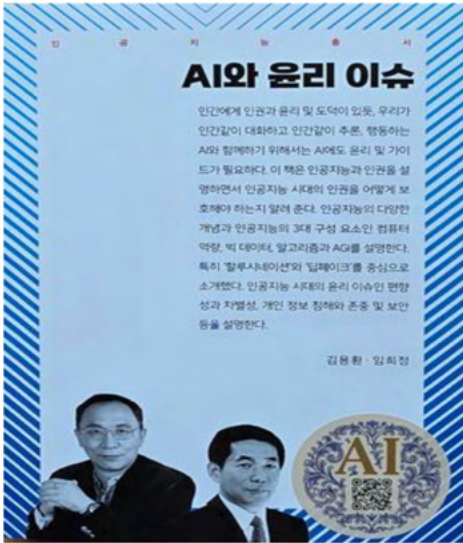 인 공 지 능 총 서
AI와 윤리 이슈
인간에게 인권과 윤리 및 도덕이 있듯, 우리가
인간같이 대화하고 인간같이 추론, 행동하는
AI와 함께하기 위해서는 AI에도 윤리 및 가이
드가 필요하다. 이 책은 인공지능과 인권을 설
명하면서 인공지능 시대의 인권을 어떻게 보
호해야 하는지 알려 준다. 인공지능의 다양한
개념과 인공지능의 3대 구성 요소인 컴퓨터
역량, 빅 데이터, 알고리즘과 AGI를 설명한다.
특히 '할루시네이션'와 '딥페이크'를 중심으로
소개했다. 인공지능 시대의 윤리 이슈인 편향
성과 차별성, 개인 정보 침해와 존중 및 보안
등을 설명한다.
김용환 · 임희정
AI